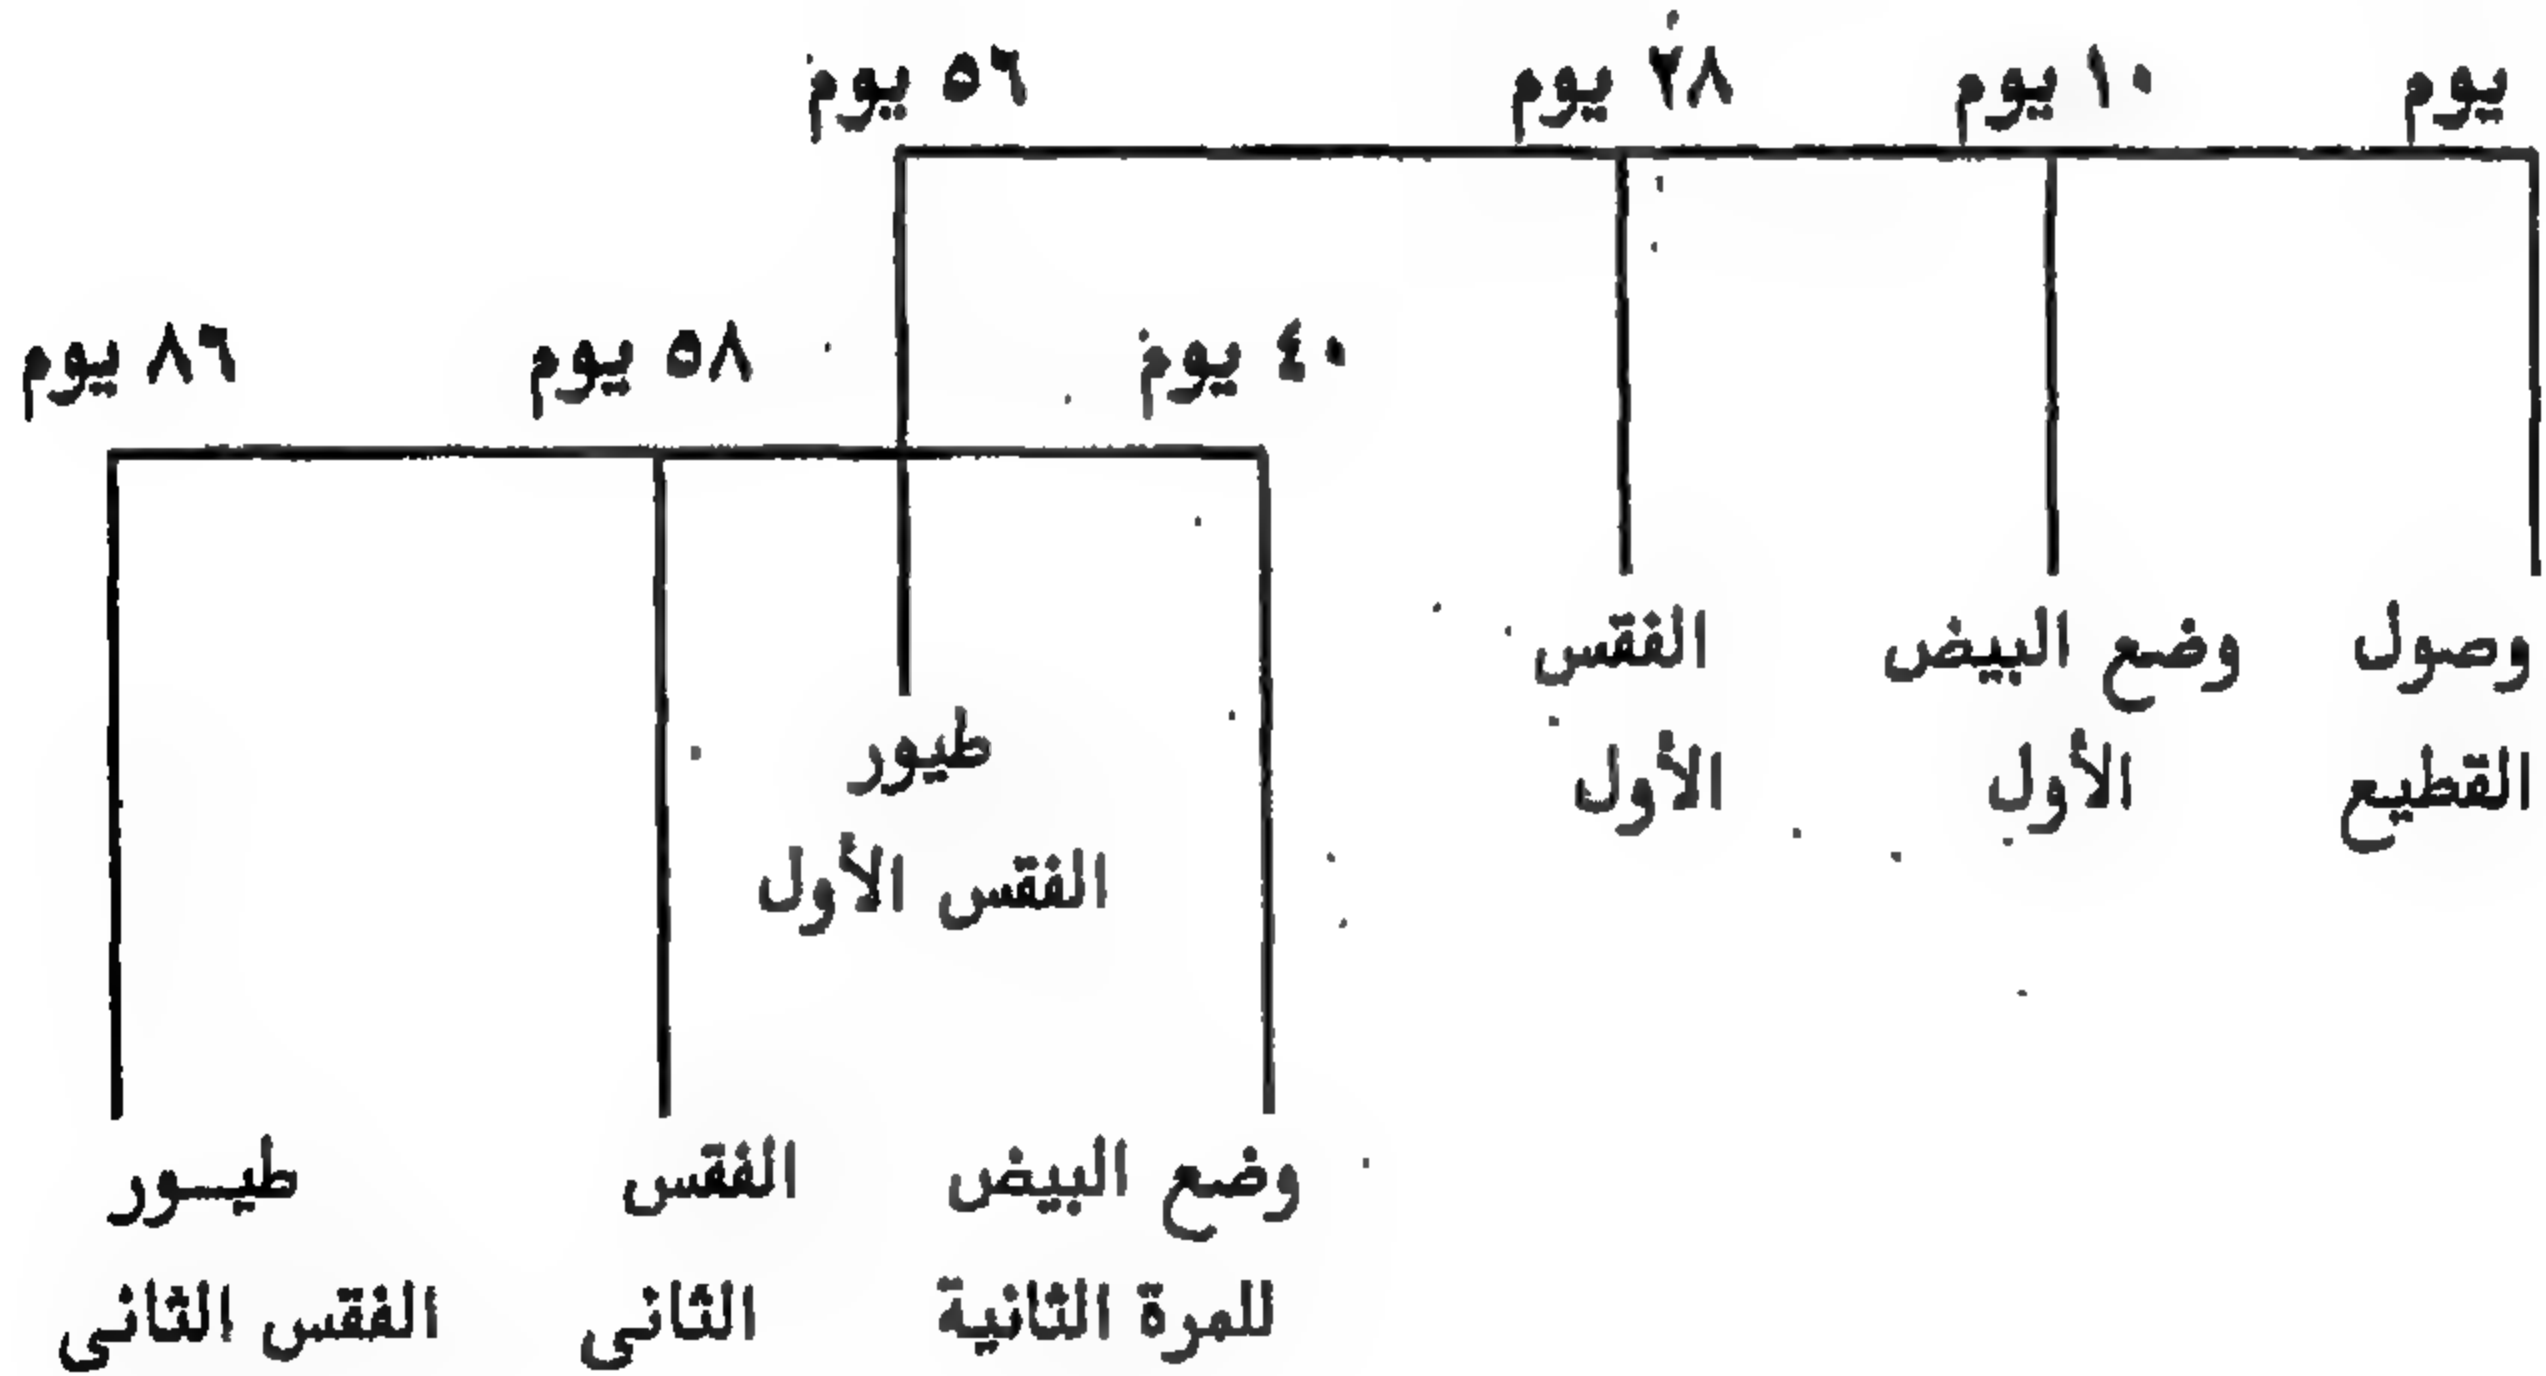 يوم ١٠ يوم ٢٨ يوم ٥٦ يوم
٤٠ يوم ٥٨ يوم ٨٦ يوم
وصول وضع البيض الفقس
القطيع الأول الأول
طيور
الفقس الأول
وضع البيض الفقس طيــور
للمرة الثانية الثانى الفقس الثانى